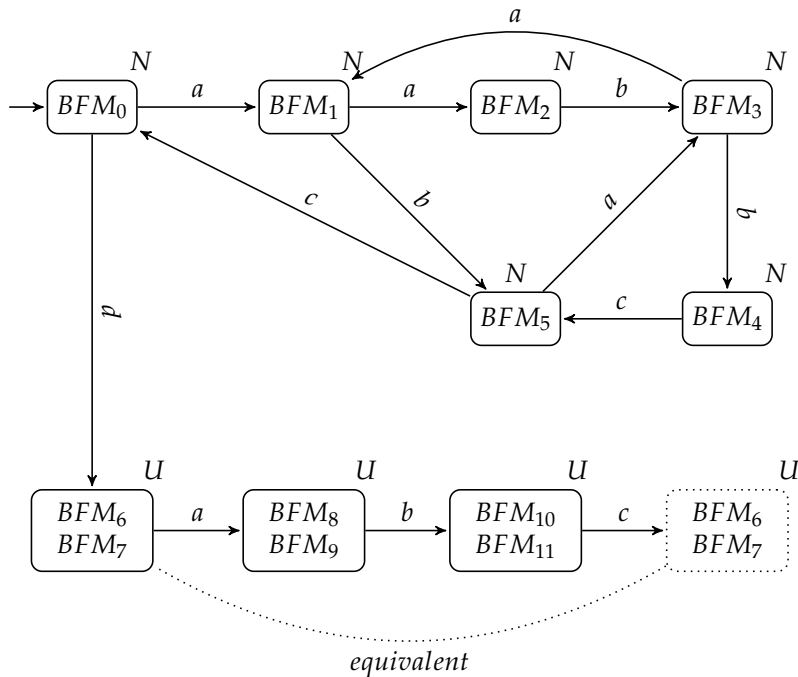 a
N N N N
BFM0 a BFM1 a BFM2 b BFM3
c b a b
N N
BFM5 c BFM4
d
U U U U
BFM6 BFM8 BFM10 BFM6
a b c
BFM7 BFM9 BFM11 BFM7
equivalent